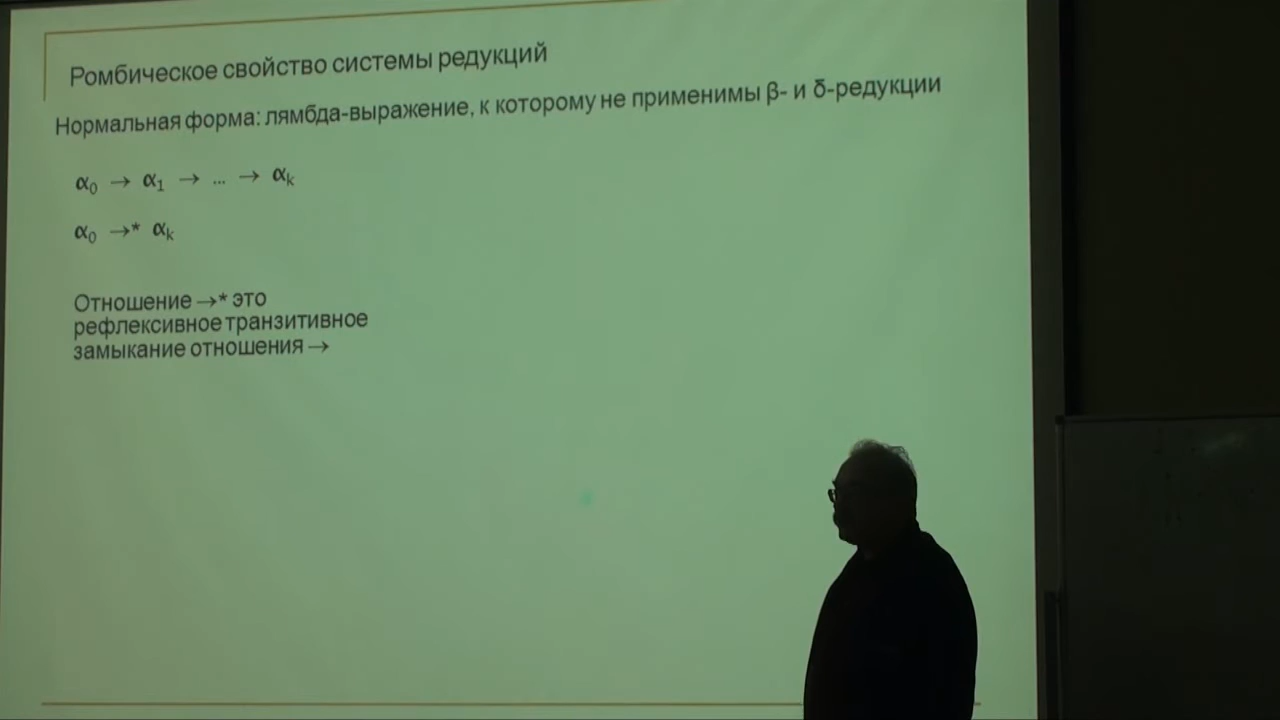 Ромбическое свойство системы редукций
Нормальная форма: лямбда-выражение, к которому не применимы β- и δ-редукции
α₀ → α₁ → ... → αₖ
α₀ →* αₖ
Отношение →* это
рефлексивное транзитивное
замыкание отношения →